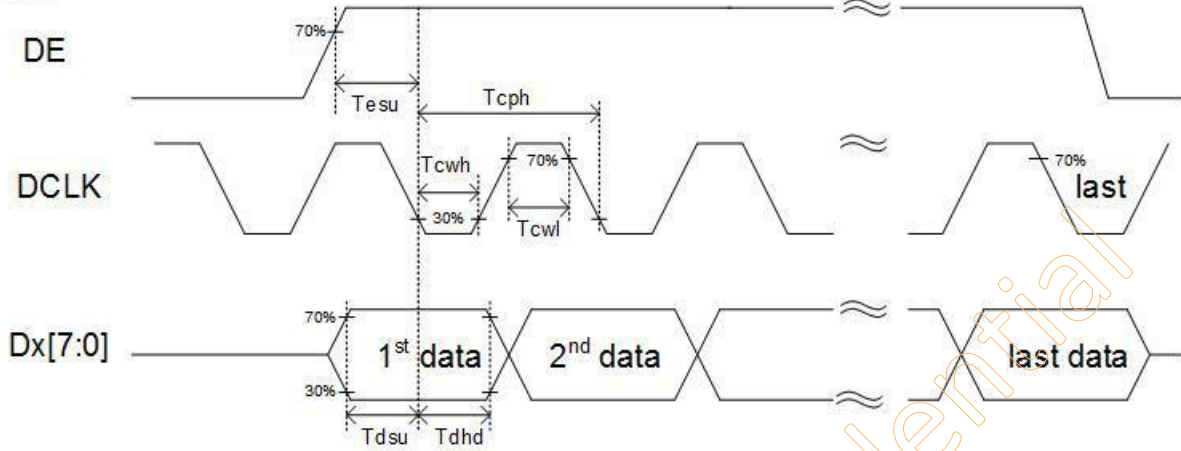 DE
70%
Tesu
Tcph
DCLK
Tcwh
30%
70%
Tcwl
70%
last
Dx[7:0]
70%
30%
1st data
2nd data
last data
Tdsu
Tdhd